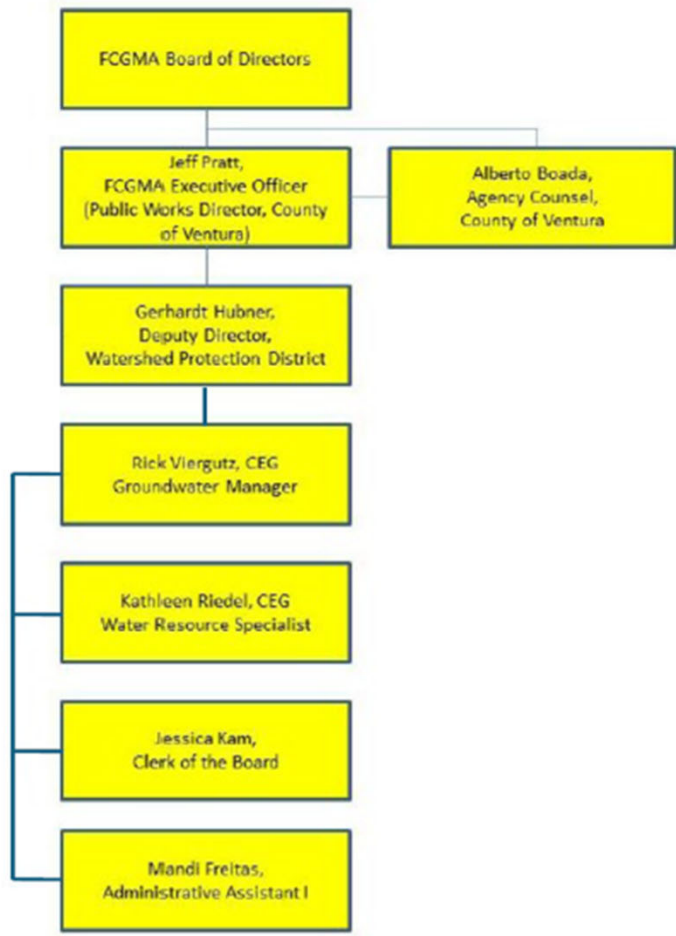 FCGMA Board of Directors
Jeff Pratt,
FCGMA Executive Officer
(Public Works Director, County
of Ventura)
Alberto Boada,
Agency Counsel,
County of Ventura
Gerhardt Hubner,
Deputy Director,
Watershed Protection District
Rick Viergutz, CEG
Groundwater Manager
Kathleen Riedel, CEG
Water Resource Specialist
Jessica Kam,
Clerk of the Board
Mandi Freitas,
Administrative Assistant I